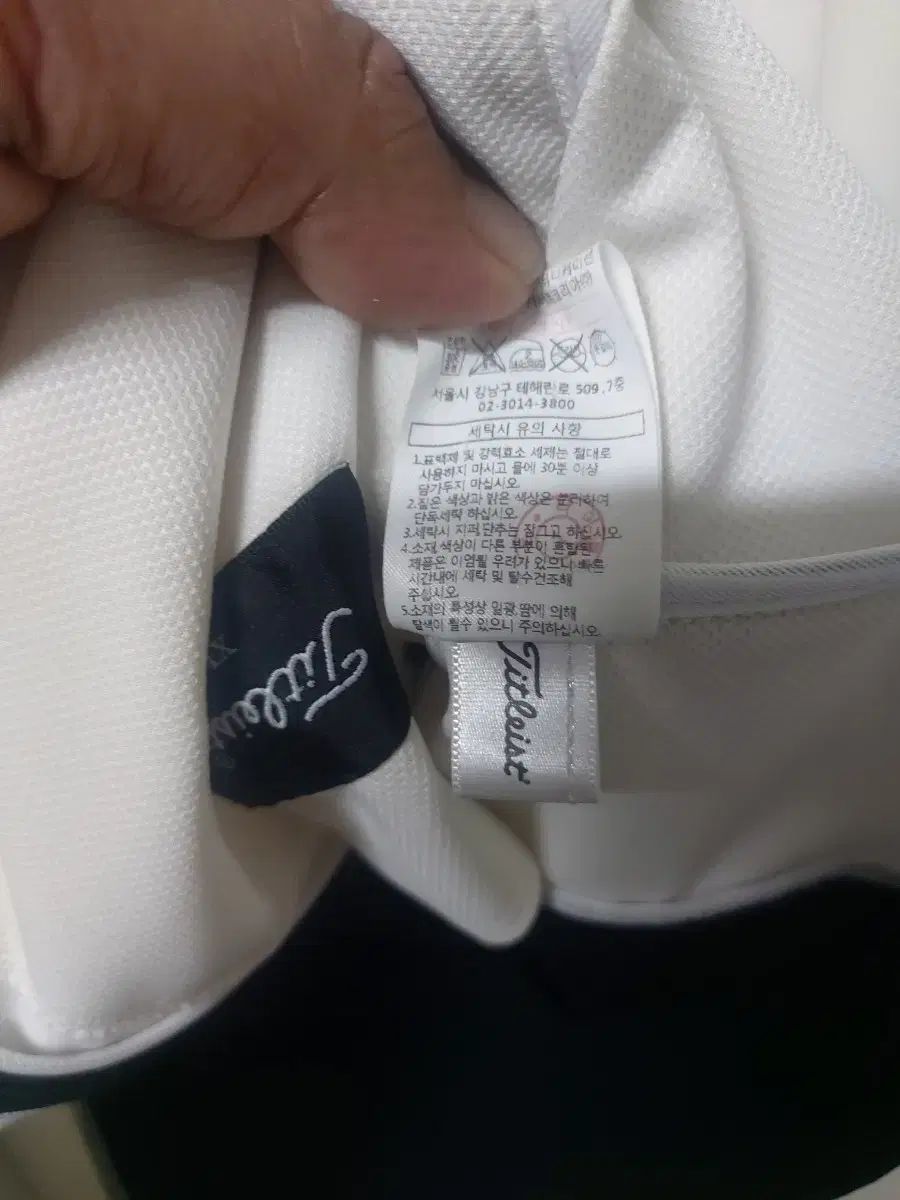 서울시 강남구 테헤란로 509, 7층
02-3014-3800
세탁시 유의 사항
1.표백제 및 강력효소 세제는 절대로
사용하지 마시고 물에 30분 이상
담가두지 마십시오.
2.짙은 색상과 밝은 색상은 분리하여
단독세탁 하십시오.
3.세탁시 지퍼,단추는 잠그고 하십시오.
4.소재 색상이 다른 부분이 혼합된
제품은 이염될 우려가 있으니 빠른
시간내에 세탁 및 탈수건조해
주십시오.
5.소재의 특성상 일광,땀에 의해
탈색이 될수 있으니 주의하십시오.
Titleist
Titleist